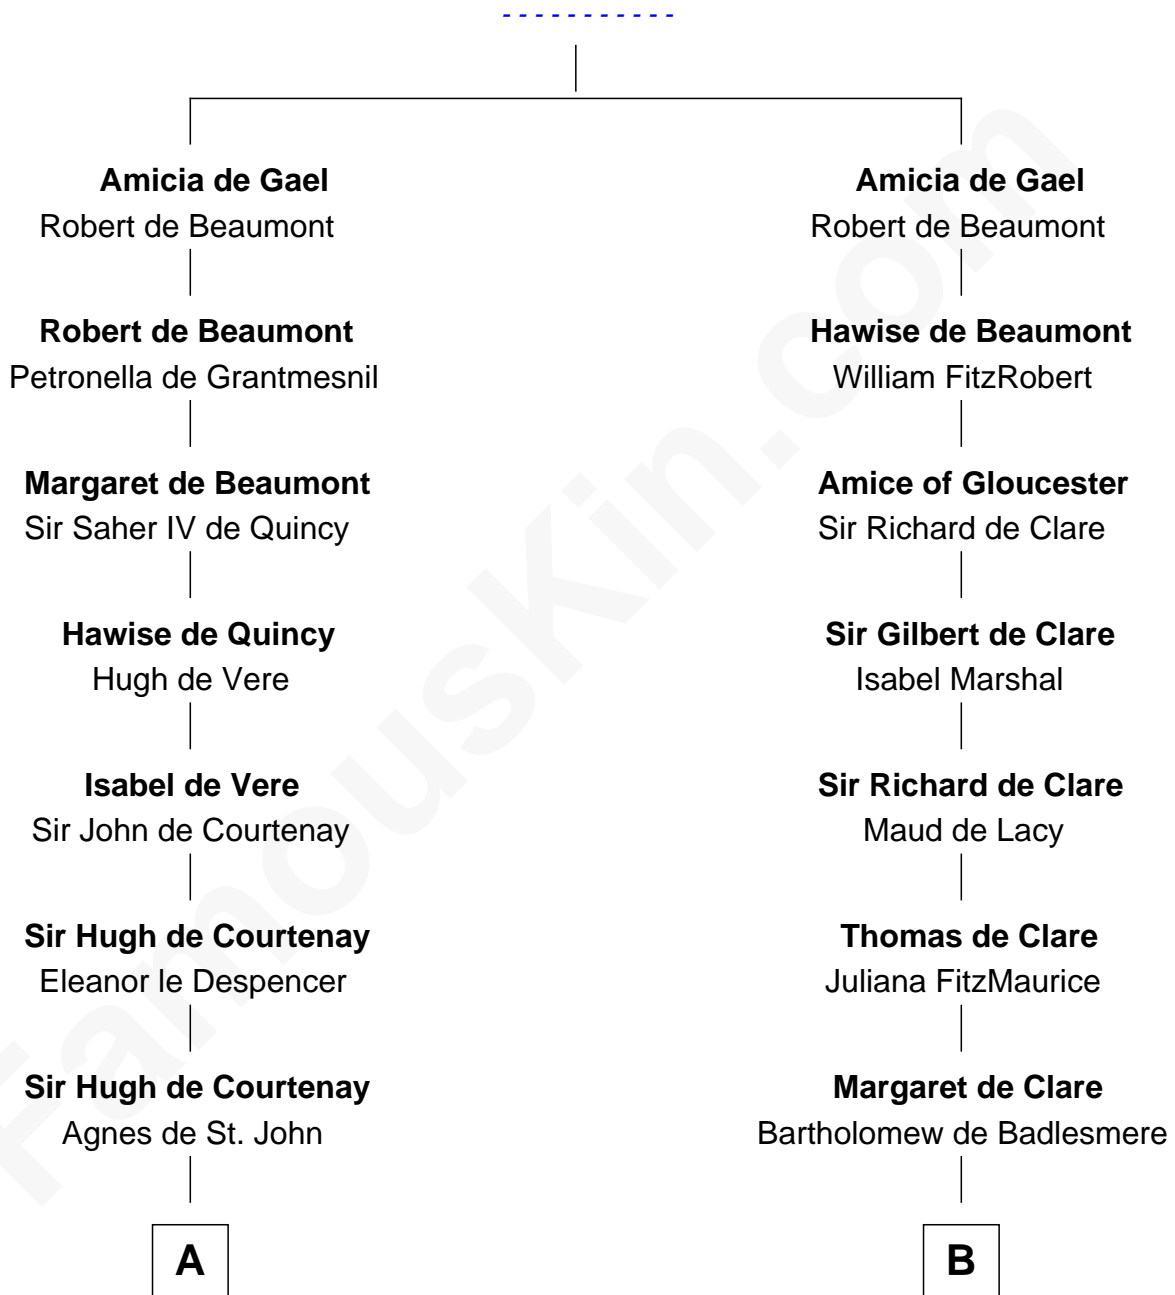 - - - - - - - - - - -
Amicia de Gael
Robert de Beaumont
Amicia de Gael
Robert de Beaumont
Robert de Beaumont
Petronella de Grantmesnil
Hawise de Beaumont
William FitzRobert
Margaret de Beaumont
Sir Saher IV de Quincy
Amice of Gloucester
Sir Richard de Clare
Hawise de Quincy
Hugh de Vere
Sir Gilbert de Clare
Isabel Marshal
Isabel de Vere
Sir John de Courtenay
Sir Richard de Clare
Maud de Lacy
Sir Hugh de Courtenay
Eleanor le Despencer
Thomas de Clare
Juliana FitzMaurice
Sir Hugh de Courtenay
Agnes de St. John
Margaret de Clare
Bartholomew de Badlesmere
A
B
FamousKin.com